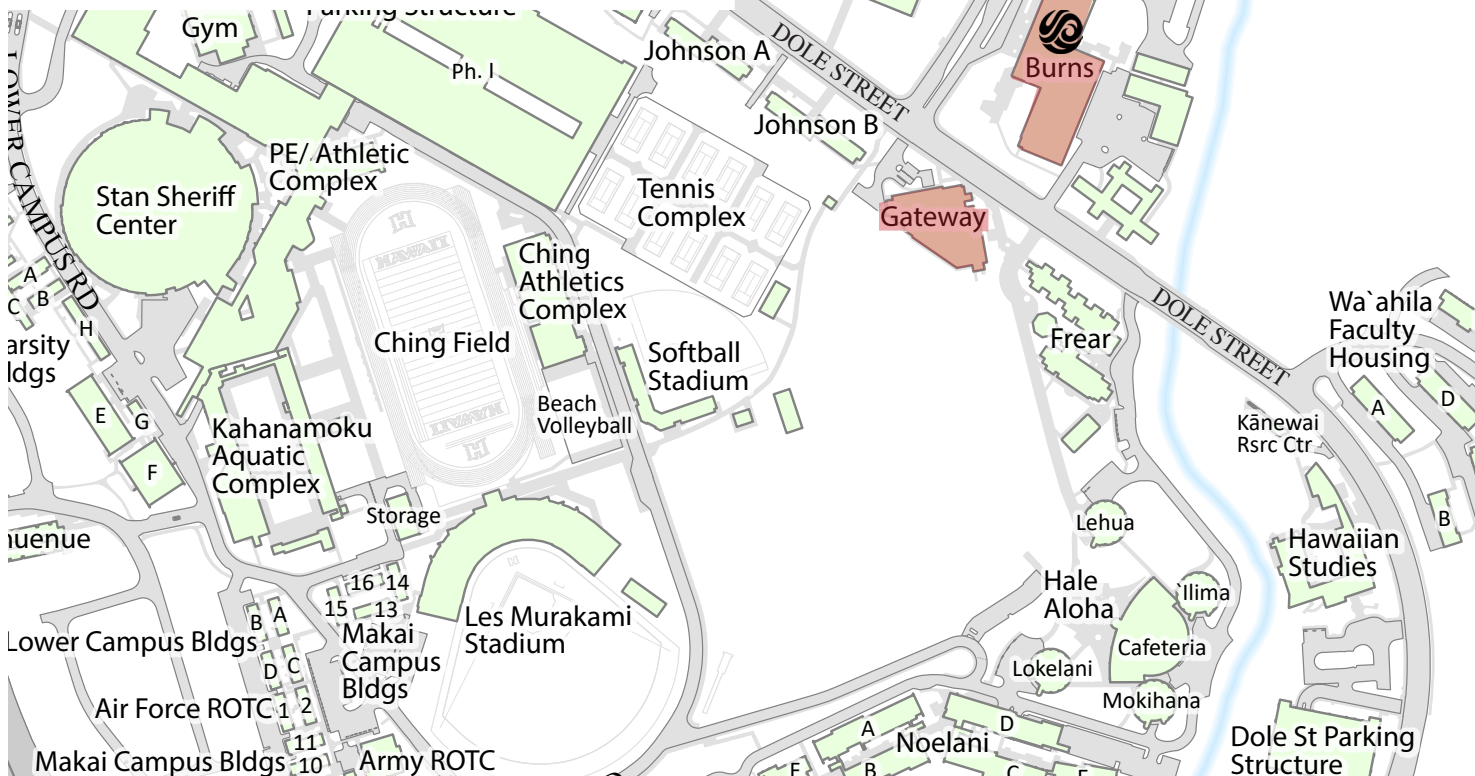 Parking Structure
Gym
Ph. I
Johnson A
DOLE STREET
Burns
Johnson B
LOWER CAMPUS RD
PE/ Athletic
Complex
Stan Sheriff
Center
Tennis
Complex
Gateway
Ching
Athletics
Complex
A
B
C
H
arsity
ldgs
HAWAII
H
Ching Field
HAWAII
H
Softball
Stadium
Frear
DOLE STREET
Wa`ahila
Faculty
Housing
A
D
B
Beach
Volleyball
E
G
F
Kahanamoku
Aquatic
Complex
Kānewai
Rsrc Ctr
Storage
Lehua
Hawaiian
Studies
nuenue
16
14
15
13
Hale
Aloha
`Ilima
A
B
Lower Campus Bldgs
Makai
Campus
Bldgs
Les Murakami
Stadium
Cafeteria
C
D
Lokelani
Mokihana
Air Force ROTC
1
2
A
D
Noelani
Dole St Parking
Structure
11
10
Makai Campus Bldgs
Army ROTC
B
C